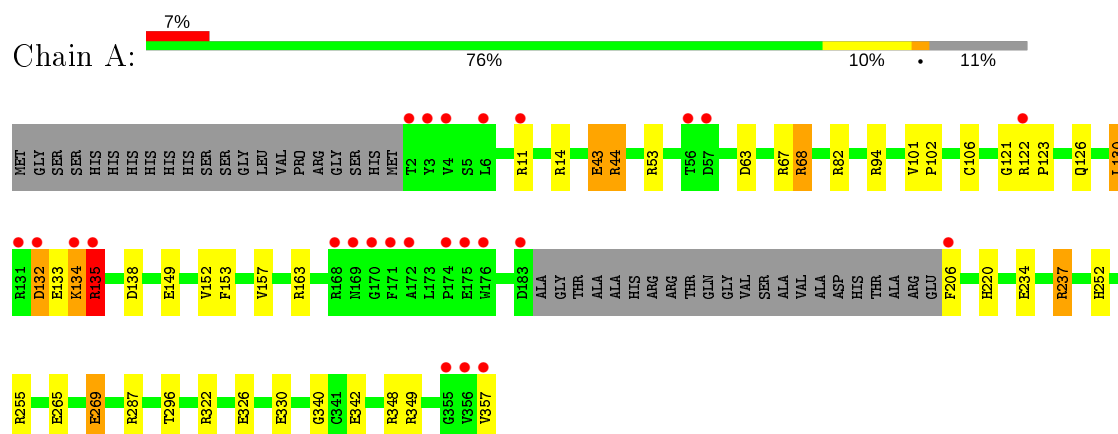 7%
Chain A:
76% 10% • 11%
MET GLY SER SER HIS HIS HIS HIS HIS HIS SER SER GLY LEU VAL PRO ARG GLY SER HIS MET T2 Y3 V4 S5 L6 R11 R14 E43 R44 R53 T56 D57 D63 R67 R68 R82 R94 V101 P102 C106 G121 R122 P123 Q126 L130
R131 D132 E133 K134 R135 D138 E149 V152 F153 V157 R163 R168 N169 G170 F171 A172 L173 P174 E175 W176 D183 ALA GLY THR ALA ALA HIS ARG ARG THR GLN GLY VAL SER ALA VAL ALA ASP HIS THR ALA ARG GLU F206 H220 E234 R237 H252
R255 E265 E269 R287 T296 R322 E326 E330 G340 C341 E342 R348 R349 G355 V356 V357